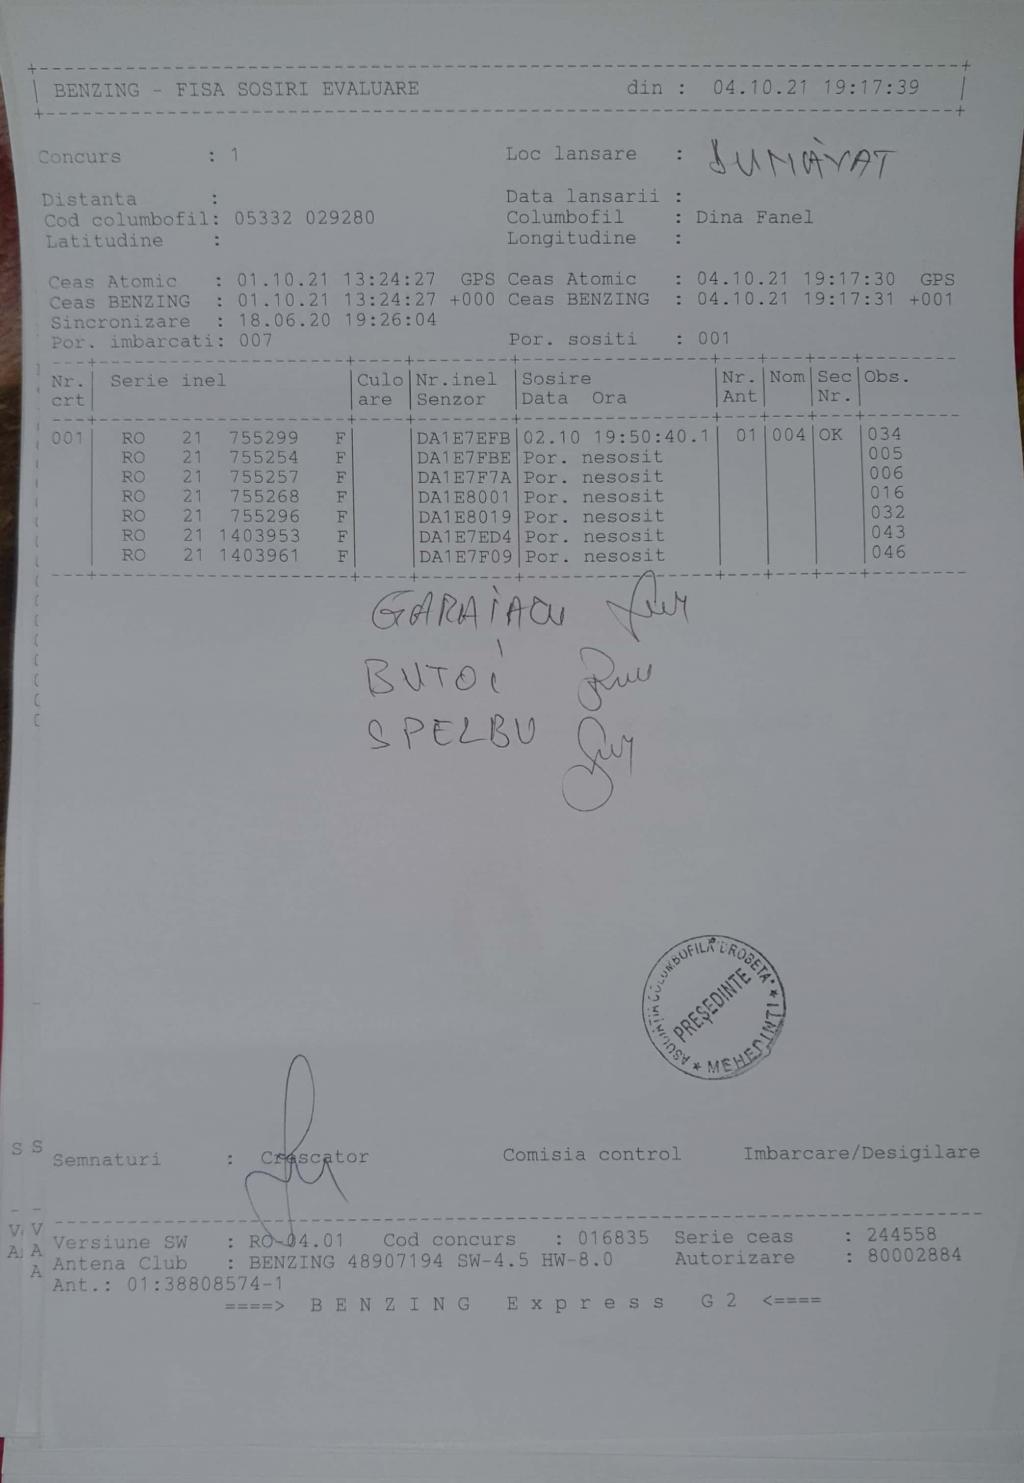 BENZING - FISA SOSIRI EVALUARE din : 04.10.21 19:17:39
Concurs : 1 Loc lansare :
Distanta : Data lansarii :
Cod columbofil: 05332 029280 Columbofil : Dina Fanel
Latitudine : Longitudine :
Ceas Atomic : 01.10.21 13:24:27 GPS Ceas Atomic : 04.10.21 19:17:30 GPS
Ceas BENZING : 01.10.21 13:24:27 +000 Ceas BENZING : 04.10.21 19:17:31 +001
Sincronizare : 18.06.20 19:26:04
Por. imbarcati: 007 Por. sositi : 001
Nr. Serie inel Culo Nr.inel Sosire Nr. Nom Sec Obs.
crt are Senzor Data Ora Ant Nr.
001 RO 21 755299 F DA1E7EFB 02.10 19:50:40.1 01 004 OK 034
RO 21 755254 F DA1E7FBE Por. nesosit 005
RO 21 755257 F DA1E7F7A Por. nesosit 006
RO 21 755268 F DA1E8001 Por. nesosit 016
RO 21 755296 F DA1E8019 Por. nesosit 032
RO 21 1403953 F DA1E7ED4 Por. nesosit 043
RO 21 1403961 F DA1E7F09 Por. nesosit 046
GARAIACU
BUTOI
SPELBU
ASOCIAȚIA COLUMBOFILĂ "DROBETA" * MEHEDINȚI *
PREȘEDINTE
Semnaturi : Crescator Comisia control Imbarcare/Desigilare
Versiune SW : RO-04.01 Cod concurs : 016835 Serie ceas : 244558
Antena Club : BENZING 48907194 SW-4.5 HW-8.0 Autorizare : 80002884
Ant.: 01:38808574-1
====> B E N Z I N G E x p r e s s G 2 <====